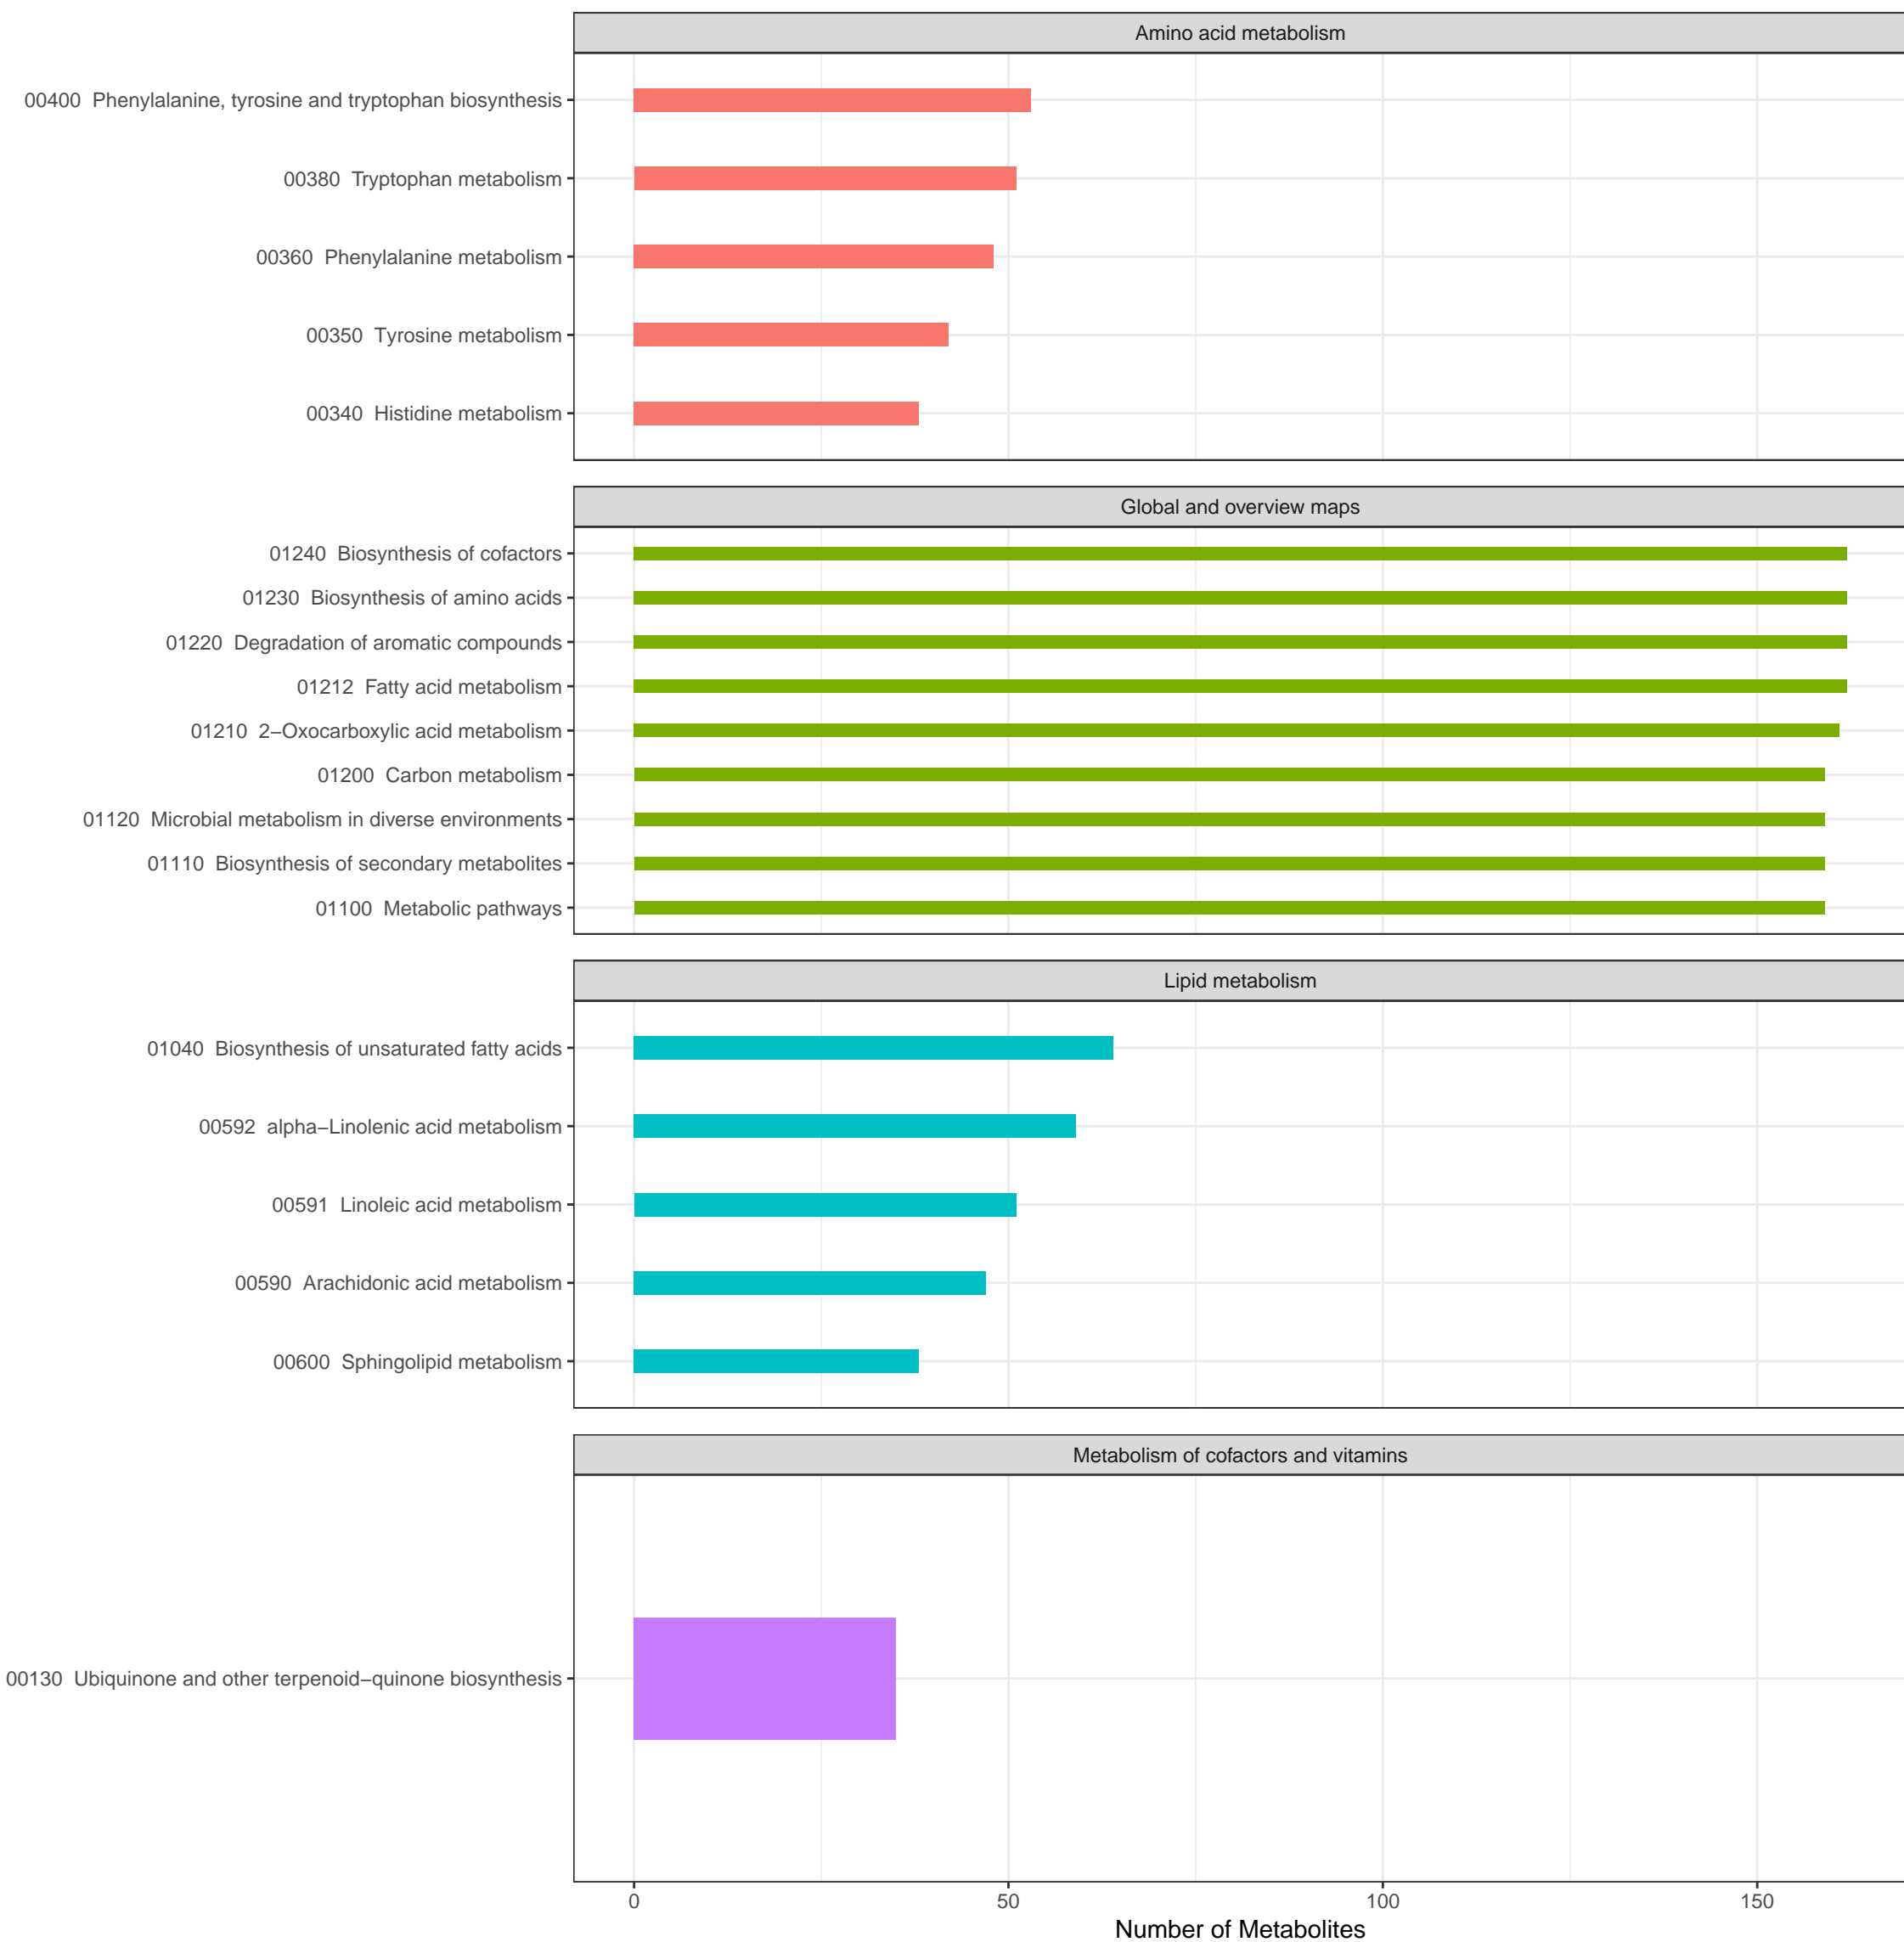 Amino acid metabolism
00400  Phenylalanine, tyrosine and tryptophan biosynthesis
00380  Tryptophan metabolism
00360  Phenylalanine metabolism
00350  Tyrosine metabolism
00340  Histidine metabolism
Global and overview maps
01240  Biosynthesis of cofactors
01230  Biosynthesis of amino acids
01220  Degradation of aromatic compounds
01212  Fatty acid metabolism
01210  2−Oxocarboxylic acid metabolism
01200  Carbon metabolism
01120  Microbial metabolism in diverse environments
01110  Biosynthesis of secondary metabolites
01100  Metabolic pathways
Lipid metabolism
01040  Biosynthesis of unsaturated fatty acids
00592  alpha−Linolenic acid metabolism
00591  Linoleic acid metabolism
00590  Arachidonic acid metabolism
00600  Sphingolipid metabolism
Metabolism of cofactors and vitamins
00130  Ubiquinone and other terpenoid−quinone biosynthesis
0 50 100 150
Number of Metabolites